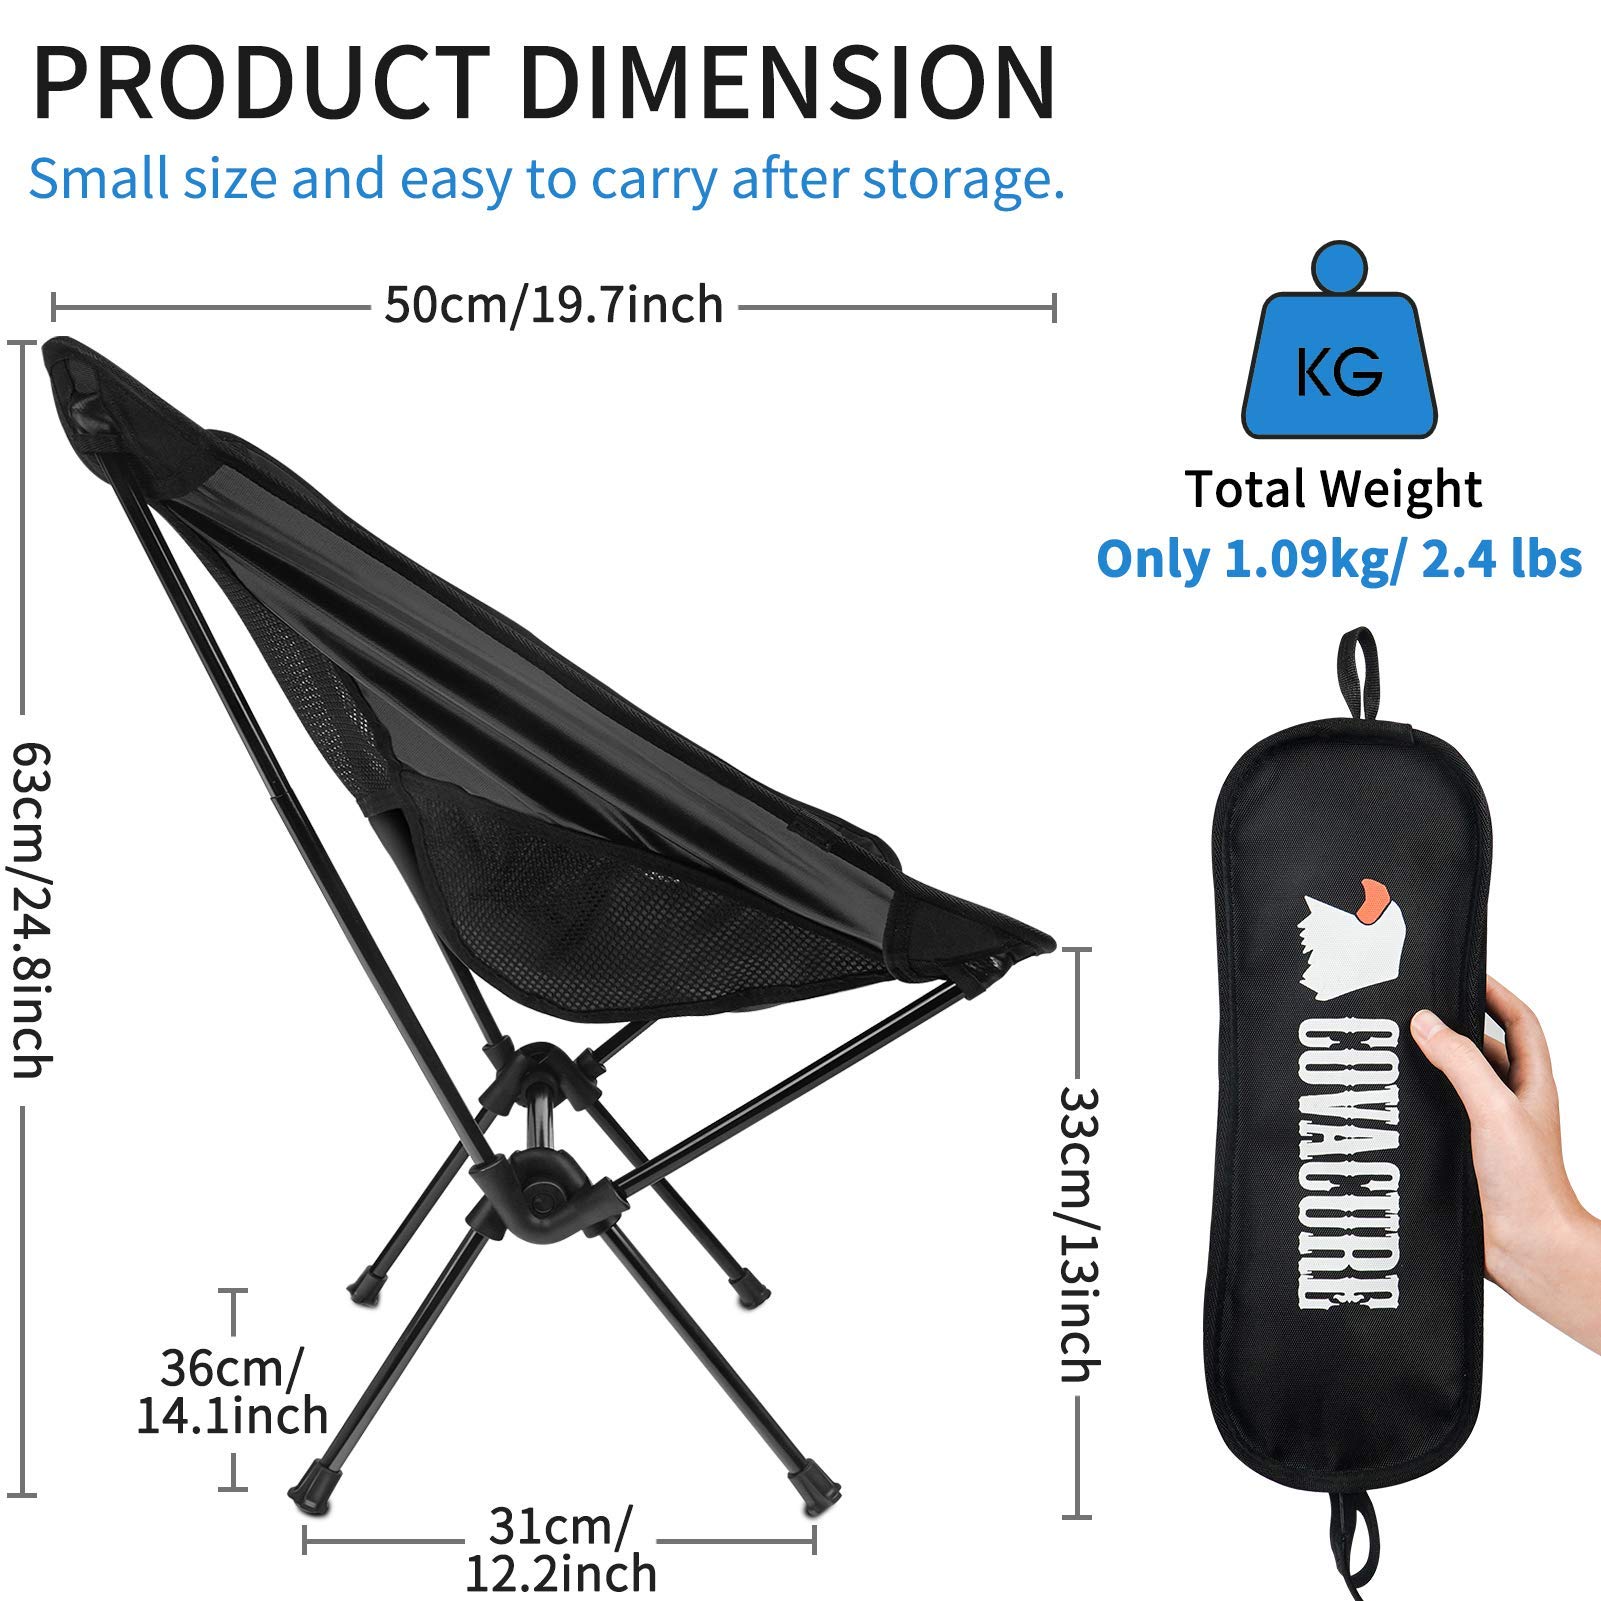 PRODUCT DIMENSION
Small size and easy to carry after storage.
50cm/19.7inch
KG
Total Weight
Only 1.09kg/ 2.4 lbs
63cm/24.8inch
COVACURE
33cm/13inch
36cm/
14.1inch
31cm/
12.2inch